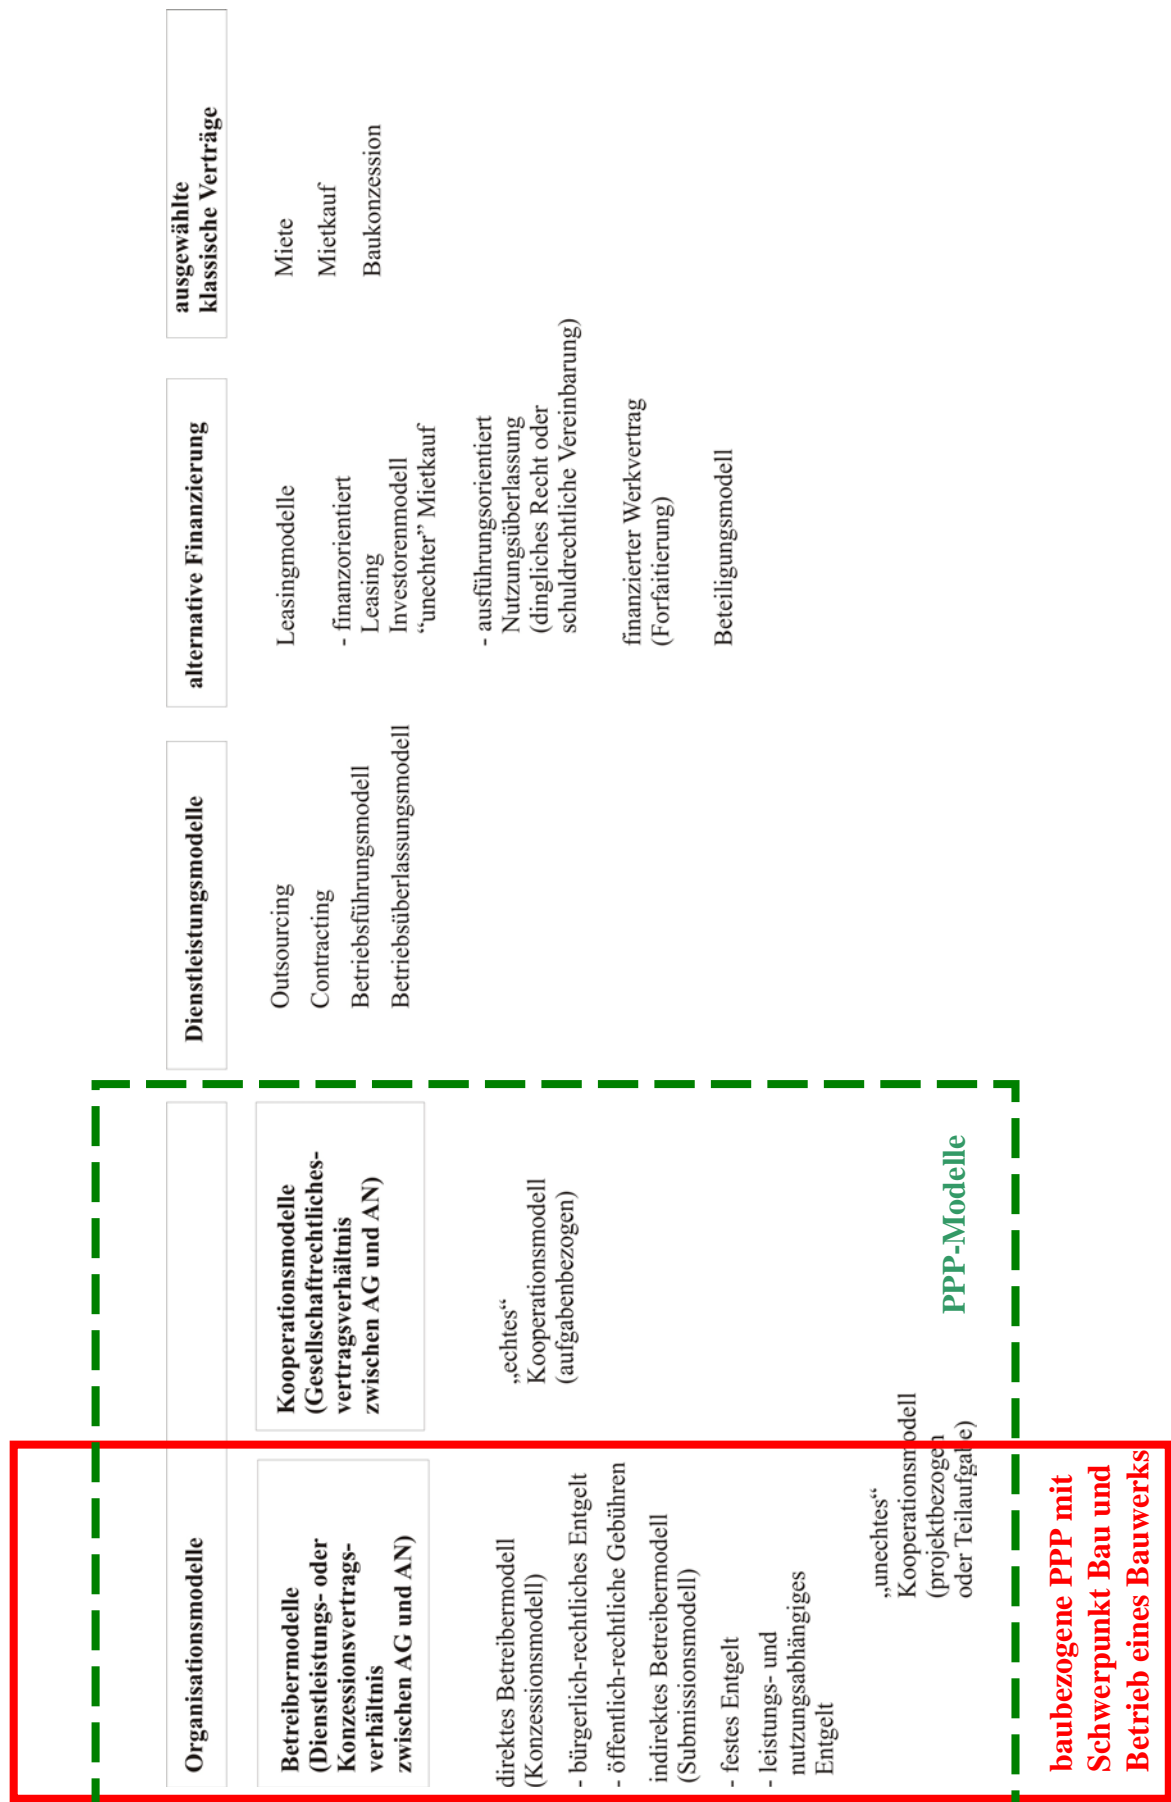 Organisationsmodelle
Betreibermodelle
(Dienstleistungs- oder
Konzessionvertrags-
verhältnis
zwischen AG und AN)
direktes Betreibermodell
(Konzessionsmodell)
- bürgerlich-rechtliches Entgelt
- öffentlich-rechtliche Gebühren
indirektes Betreibermodell
(Submissionsmodell)
- festes Entgelt
- leistungs- und
nutzungsabhängiges
Entgelt
Kooperationsmodelle
(Gesellschaftrechtliches-
vertragsverhältnis
zwischen AG und AN)
„echtes“
Kooperationsmodell
(aufgabenbezogen)
„unechtes“
Kooperationsmodell
(projektbezogen
oder Teilaufgabe)
PPP-Modelle
baubezogene PPP mit
Schwerpunkt Bau und
Betrieb eines Bauwerks
Dienstleistungsmodelle
Outsourcing
Contracting
Betriebsführungsmodell
Betriebsüberlassungsmodell
alternative Finanzierung
Leasingmodelle
- finanzorientiert
Leasing
Investorenmodell
“unechter” Mietkauf
- ausführungsorientiert
Nutzungsüberlassung
(dingliches Recht oder
schuldrechtliche Vereinbarung)
finanzierter Werkvertrag
(Forfaitierung)
Beteiligungsmodell
ausgewählte
klassische Verträge
Miete
Mietkauf
Baukonzession